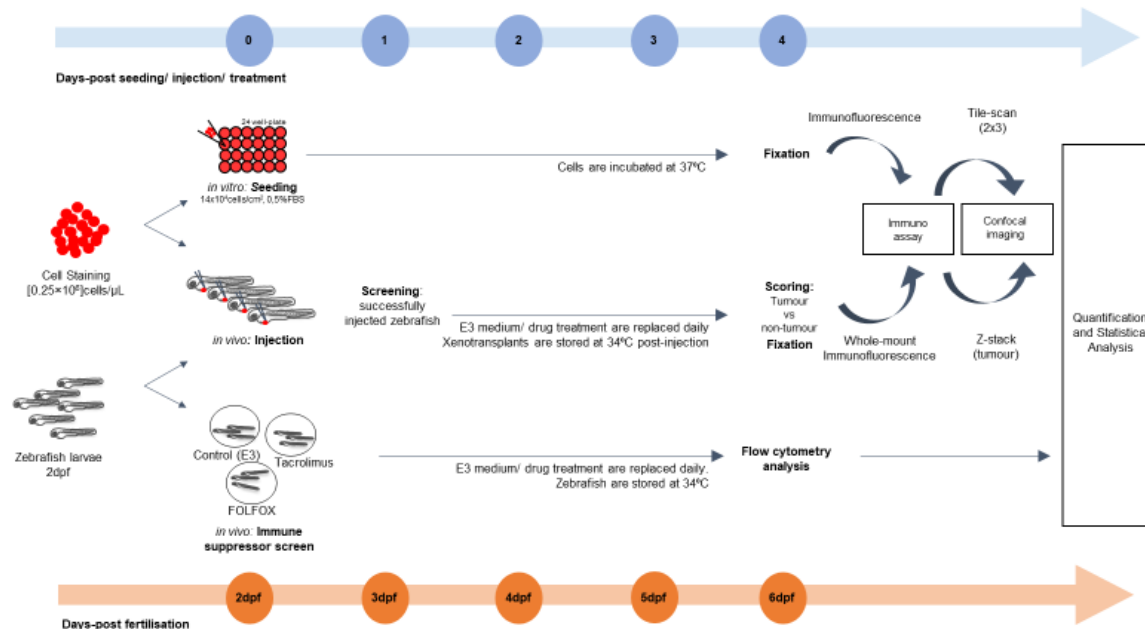 0 1 2 3 4
Days-post seeding/ injection/ treatment
24 well-plate
in vitro: Seeding
14x10⁴cells/cm², 0,5%FBS
Cells are incubated at 37ºC
Fixation
Immunofluorescence
Tile-scan
(2x3)
Immuno
assay
Confocal
imaging
Cell Staining
[0.25×10⁶]cells/µL
in vivo: Injection
Screening:
successfully
injected zebrafish
E3 medium/ drug treatment are replaced daily
Xenotransplants are stored at 34ºC post-injection
Scoring:
Tumour
vs
non-tumour
Fixation
Whole-mount
Immunofluorescence
Z-stack
(tumour)
Quantification
and Statistical
Analysis
Zebrafish larvae
2dpf
Control (E3)
Tacrolimus
FOLFOX
in vivo: Immune
suppressor screen
E3 medium/ drug treatment are replaced daily.
Zebrafish are stored at 34ºC
Flow cytometry
analysis
2dpf 3dpf 4dpf 5dpf 6dpf
Days-post fertilisation